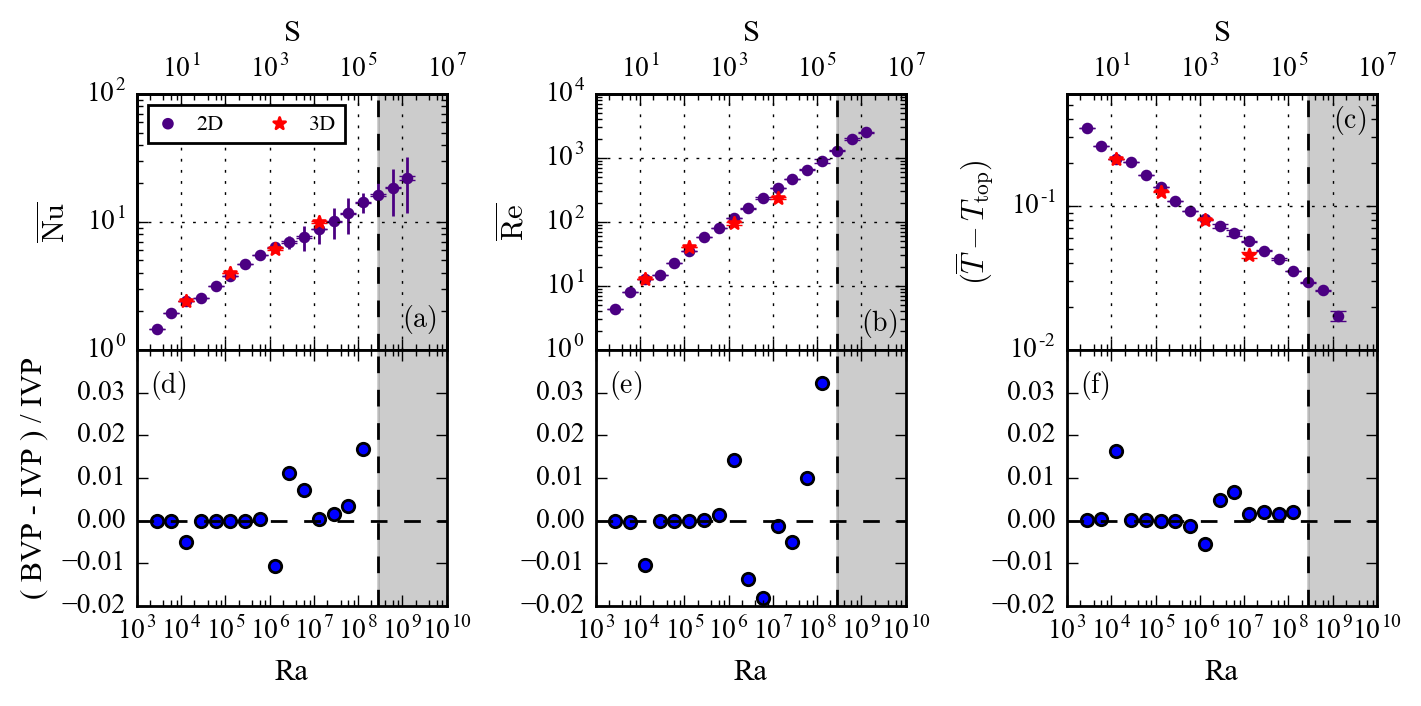 S S S
10^1 10^3 10^5 10^7 10^1 10^3 10^5 10^7 10^1 10^3 10^5 10^7
10^2 10^4
2D 3D (c)
10^3
Nu 10^1 Re 10^2 (T − T_top) 10^-1
10^1
(a) (b)
10^0 10^0 10^-2
(d) (e) (f)
( BVP - IVP ) / IVP
0.03 0.03 0.03
0.02 0.02 0.02
0.01 0.01 0.01
0.00 0.00 0.00
−0.01 −0.01 −0.01
−0.02 −0.02 −0.02
10^3 10^4 10^5 10^6 10^7 10^8 10^9 10^10 10^3 10^4 10^5 10^6 10^7 10^8 10^9 10^10 10^3 10^4 10^5 10^6 10^7 10^8 10^9 10^10
Ra Ra Ra